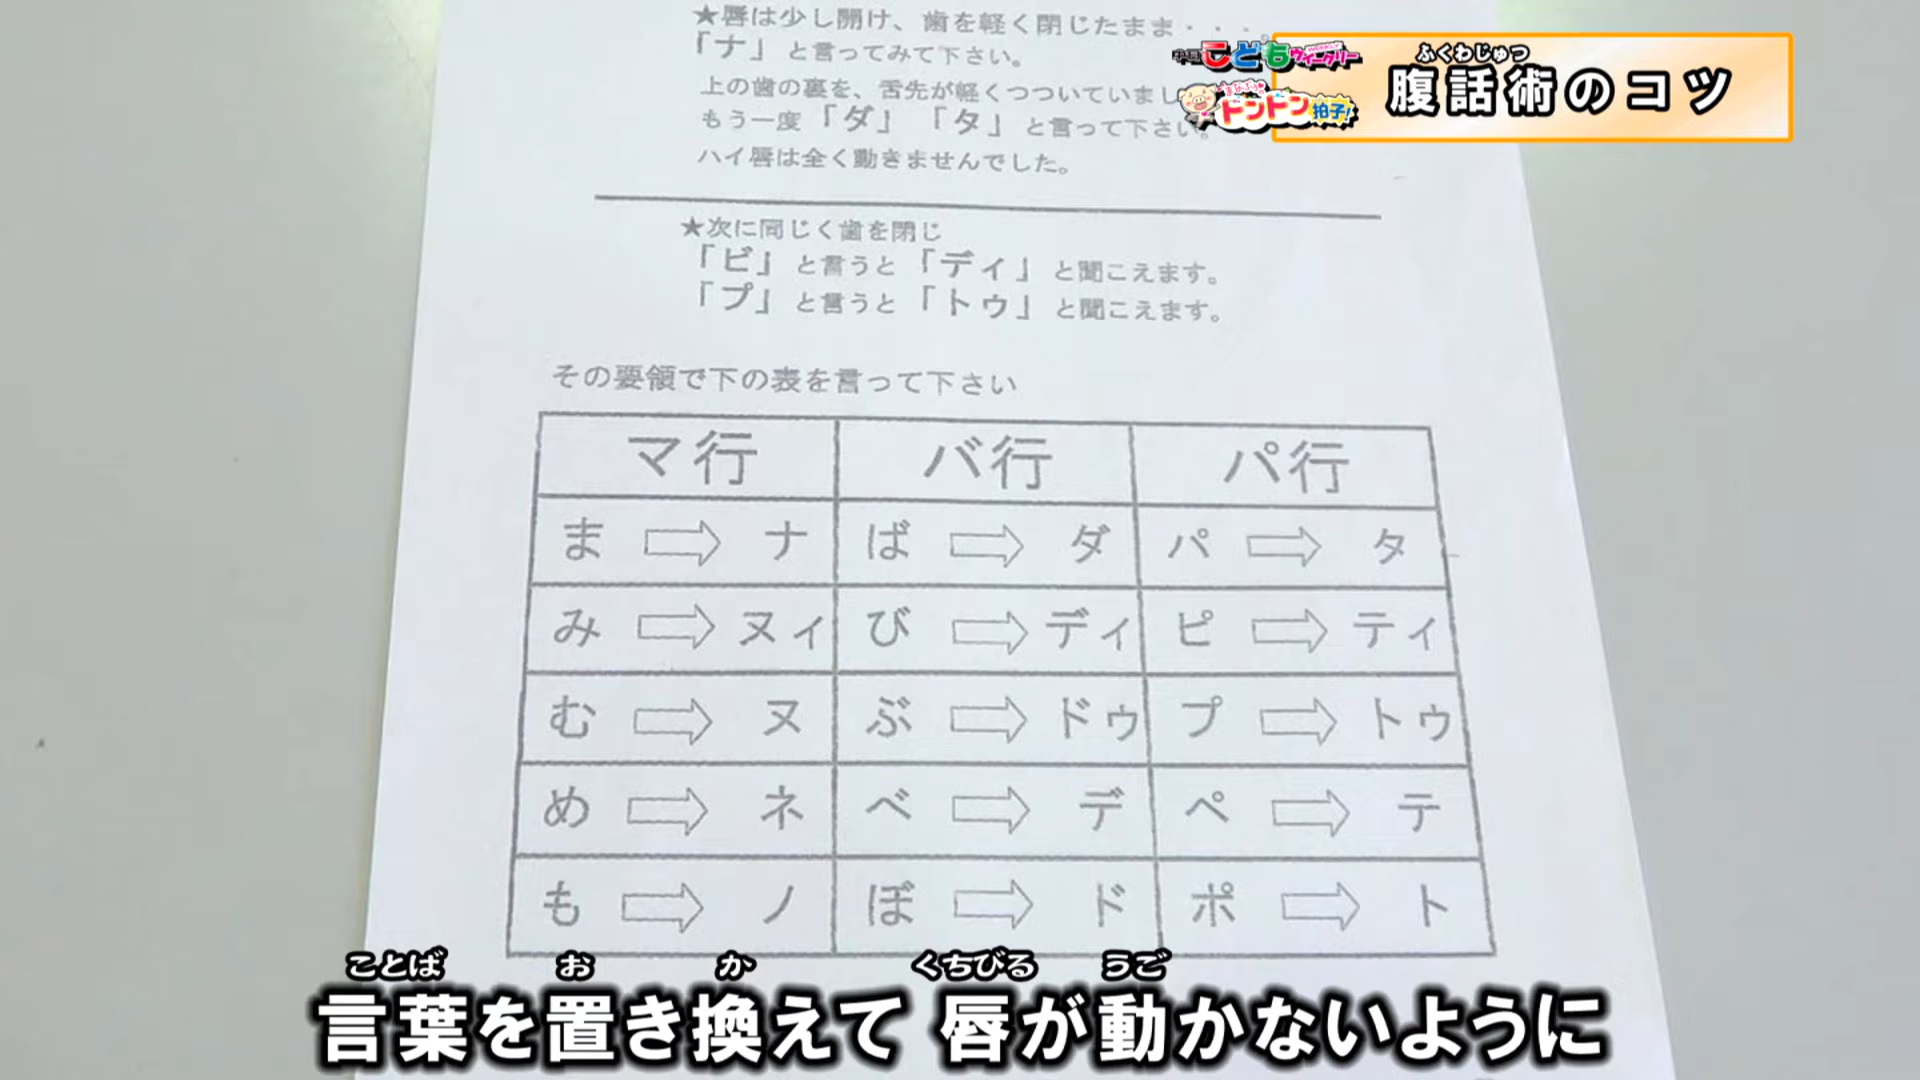 ★唇は少し開け、歯を軽く閉じたまま・・・。
「ナ」と言ってみて下さい。
上の歯の裏を、舌先が軽くつついていまし
もう一度「ダ」「タ」と言って下さい。
ハイ唇は全く動きませんでした。
こどもウィークリー
まなぶぅの
ドンドン拍子!
ふくわじゅつ
腹話術のコツ
★次に同じく歯を閉じ
「ビ」と言うと「ディ」と聞こえます。
「プ」と言うと「トゥ」と聞こえます。
その要領で下の表を言って下さい
マ行 バ行 パ行
ま⇨ナ ば⇨ダ パ⇨タ
み⇨ヌィ び⇨ディ ピ⇨ティ
む⇨ヌ ぶ⇨ドゥ プ⇨トゥ
め⇨ネ べ⇨デ ペ⇨テ
も⇨ノ ぼ⇨ド ポ⇨ト
ことば お か くちびる うご
言葉を置き換えて 唇が動かないように